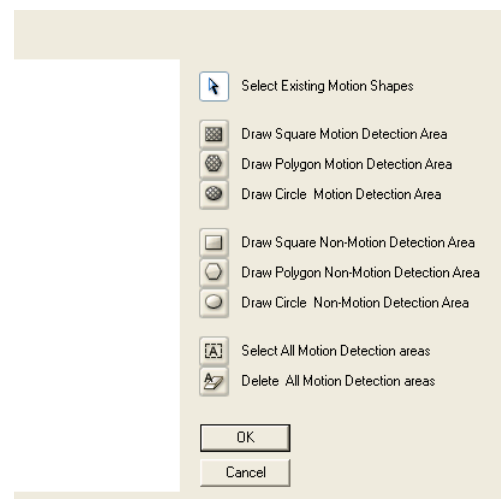 Select Existing Motion Shapes
Draw Square Motion Detection Area
Draw Polygon Motion Detection Area
Draw Circle  Motion Detection Area
Draw Square Non-Motion Detection Area
Draw Polygon Non-Motion Detection Area
Draw Circle  Non-Motion Detection Area
[A] Select All Motion Detection areas
A Delete  All Motion Detection areas
OK
Cancel